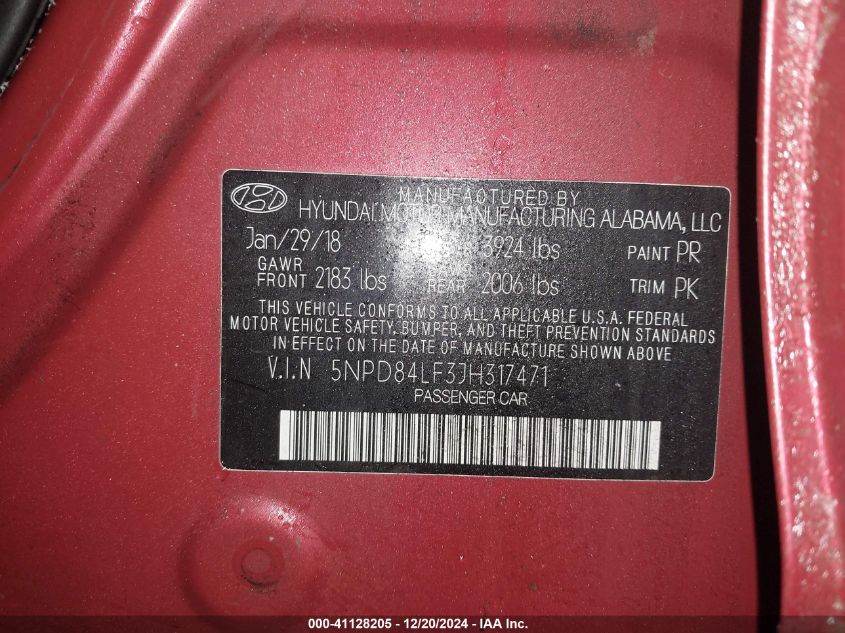 MANUFACTURED BY
HYUNDAI MOTOR MANUFACTURING ALABAMA, LLC
Jan/29/18 3924 lbs PAINT PR
GAWR
FRONT 2183 lbs REAR 2006 lbs TRIM PK
THIS VEHICLE CONFORMS TO ALL APPLICABLE U.S.A. FEDERAL
MOTOR VEHICLE SAFETY, BUMPER, AND THEFT PREVENTION STANDARDS
IN EFFECT ON THE DATE OF MANUFACTURE SHOWN ABOVE
V.I.N 5NPD84LF3JH317471
PASSENGER CAR
000-41128205 - 12/20/2024 - IAA Inc.